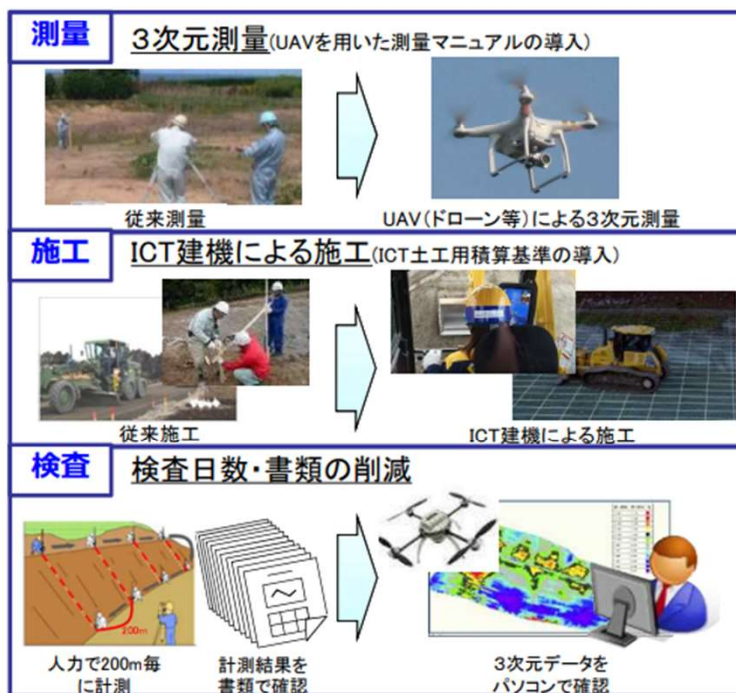 測量
3次元測量(UAVを用いた測量マニュアルの導入)
従来測量
UAV(ドローン等)による3次元測量
施工
ICT建機による施工(ICT土工用積算基準の導入)
従来施工
ICT建機による施工
検査
検査日数・書類の削減
200m
人力で200m毎
に計測
計測結果を
書類で確認
3次元データを
パソコンで確認